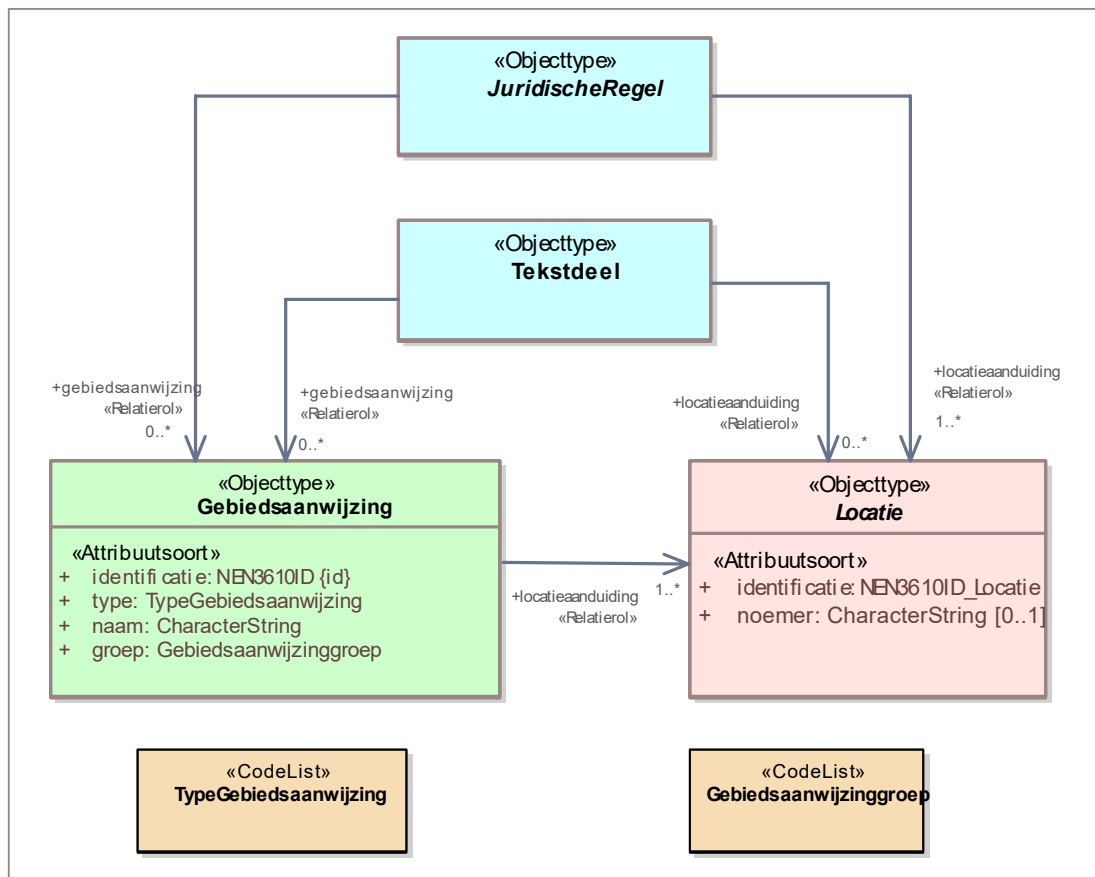 «Objecttype»
JuridischeRegel
«Objecttype»
Tekstdeel
+gebiedsaanwijzing
«Relatierol»
0..*
+gebiedsaanwijzing
«Relatierol»
0..*
+locatieaanduiding
«Relatierol»
0..*
+locatieaanduiding
«Relatierol»
1..*
«Objecttype»
Gebiedsaanwijzing
«Attribuutsoort»
+ identificatie: NEN3610ID {id}
+ type: TypeGebiedsaanwijzing
+ naam: CharacterString
+ groep: Gebiedsaanwijzinggroep
+locatieaanduiding
«Relatierol»
1..*
«Objecttype»
Locatie
«Attribuutsoort»
+ identificatie: NEN3610ID_Locatie
+ noemer: CharacterString [0..1]
«CodeList»
TypeGebiedsaanwijzing
«CodeList»
Gebiedsaanwijzinggroep